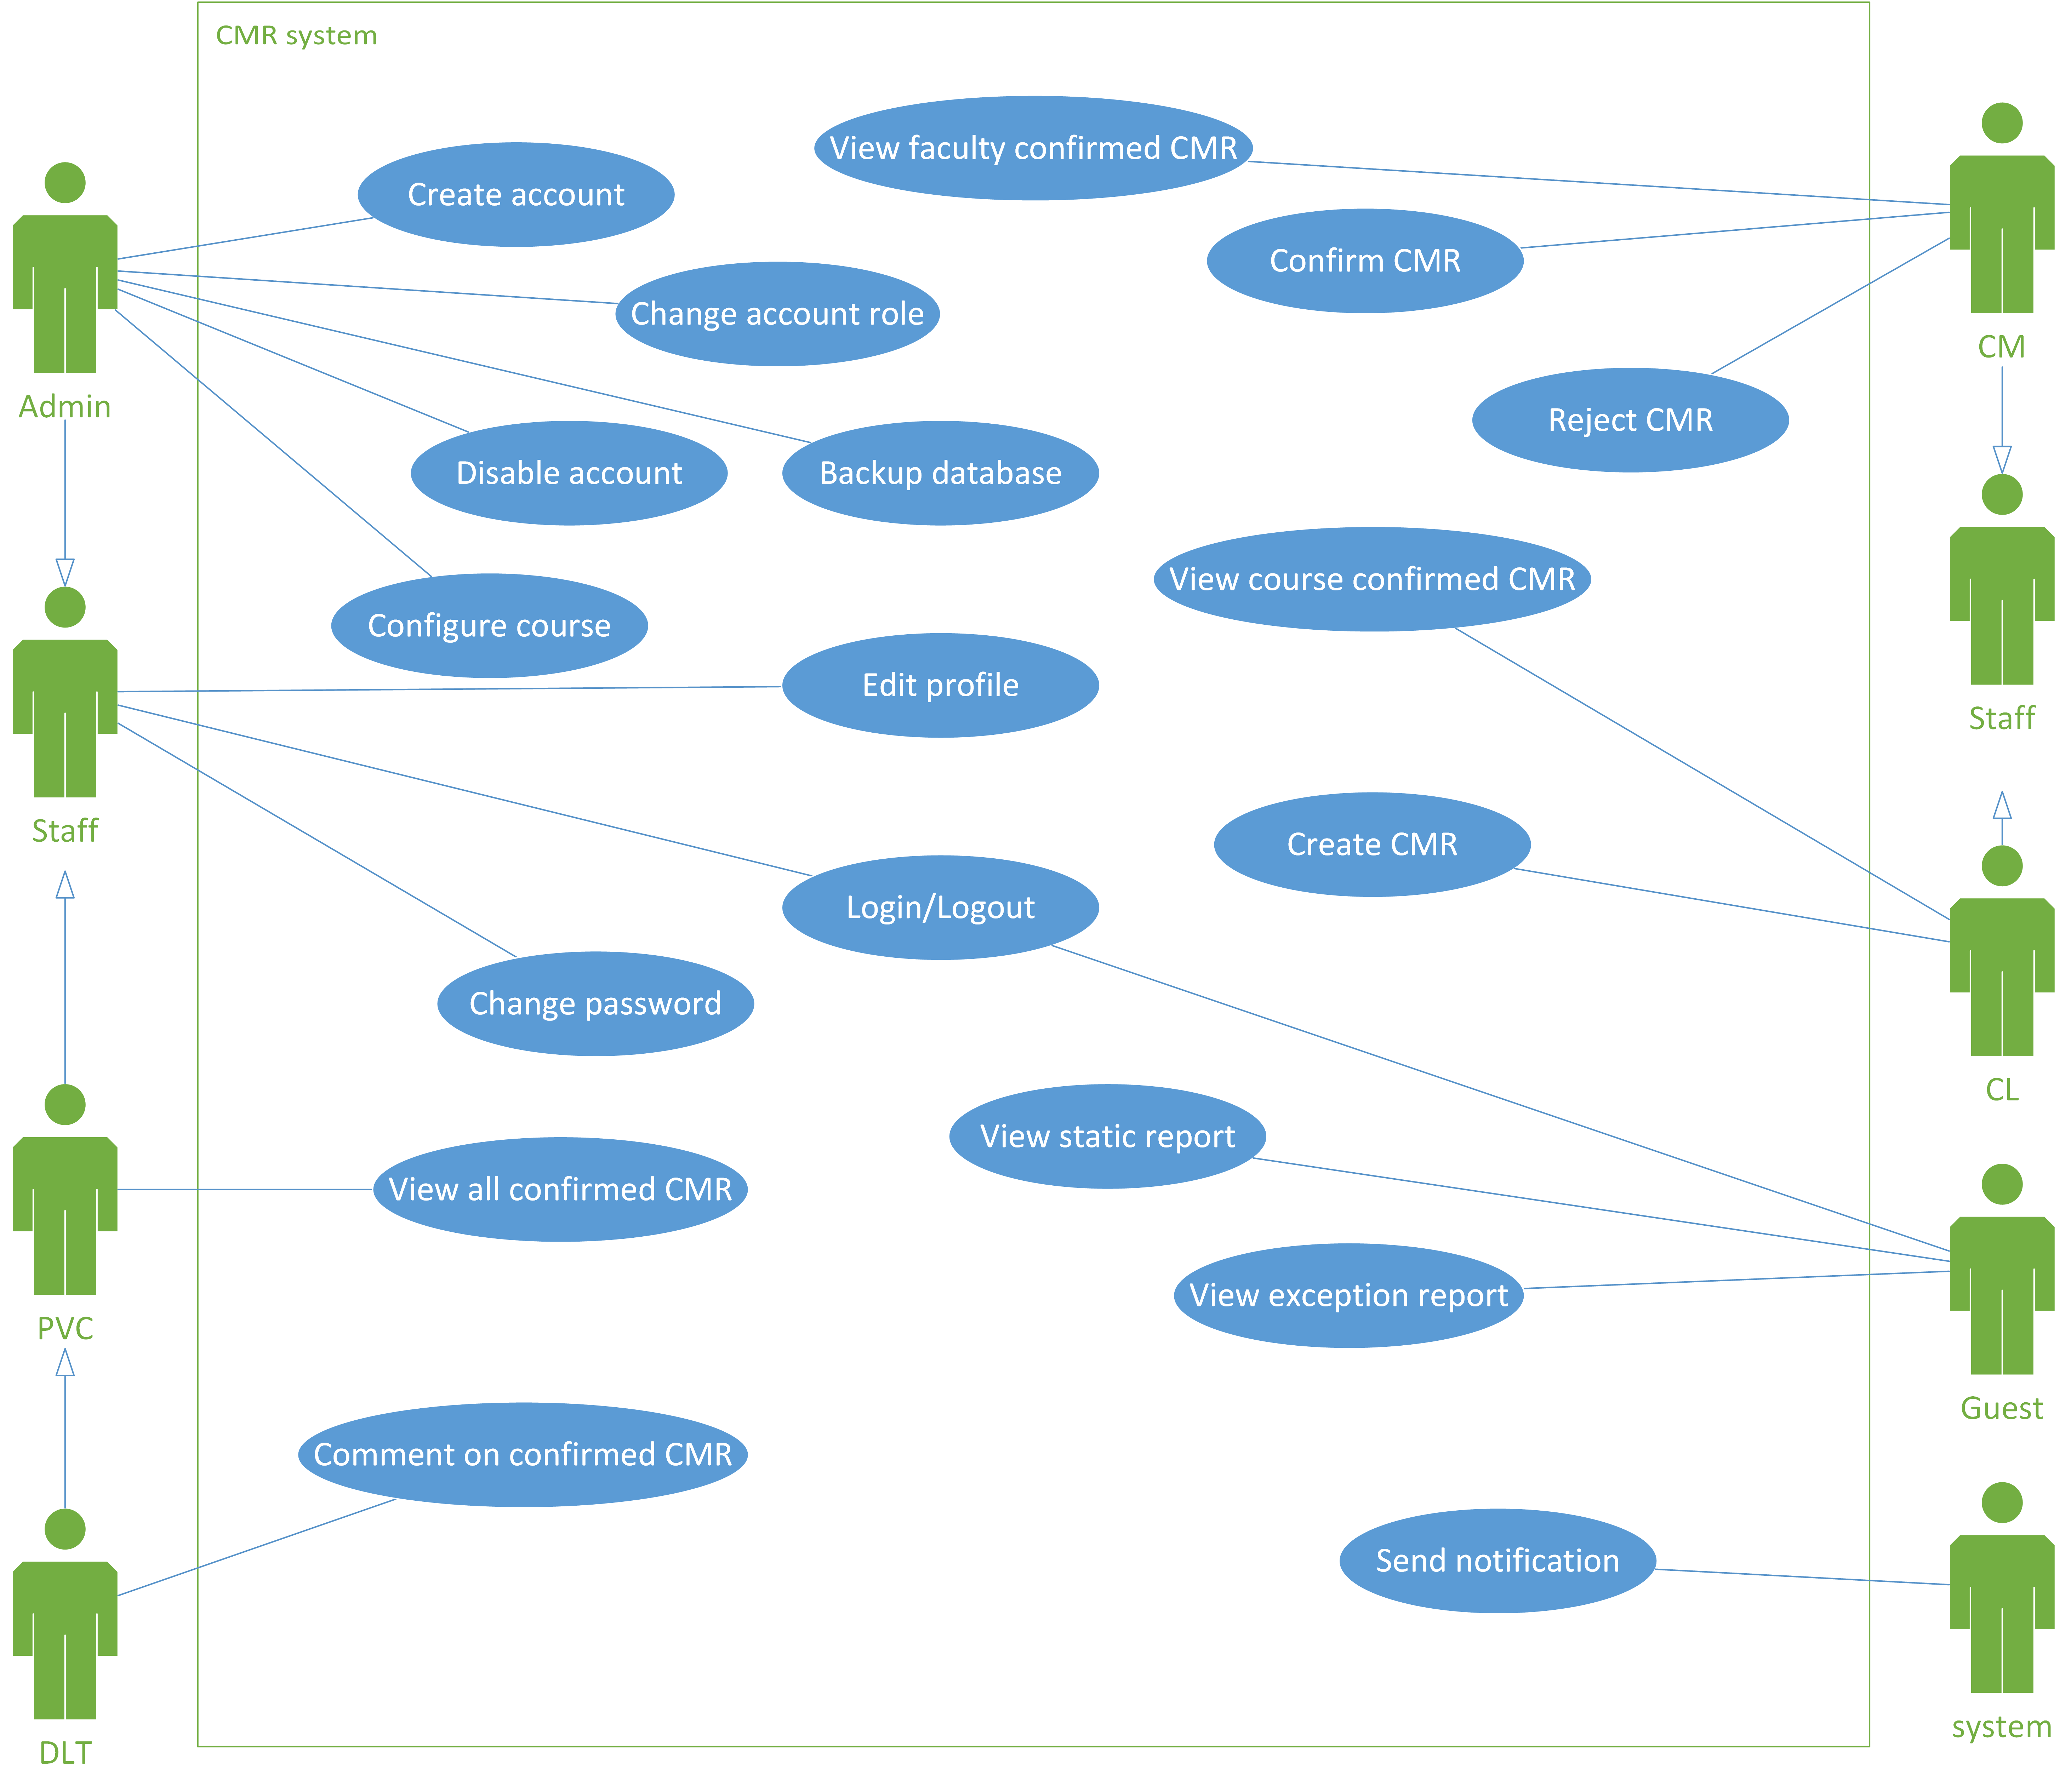 CMR system
View faculty confirmed CMR
Create account
Confirm CMR
Change account role
CM
Admin
Reject CMR
Disable account
Backup database
View course confirmed CMR
Configure course
Edit profile
Staff
Staff
Create CMR
Login/Logout
Change password
CL
View static report
View all confirmed CMR
View exception report
PVC
Guest
Comment on confirmed CMR
Send notification
system
DLT